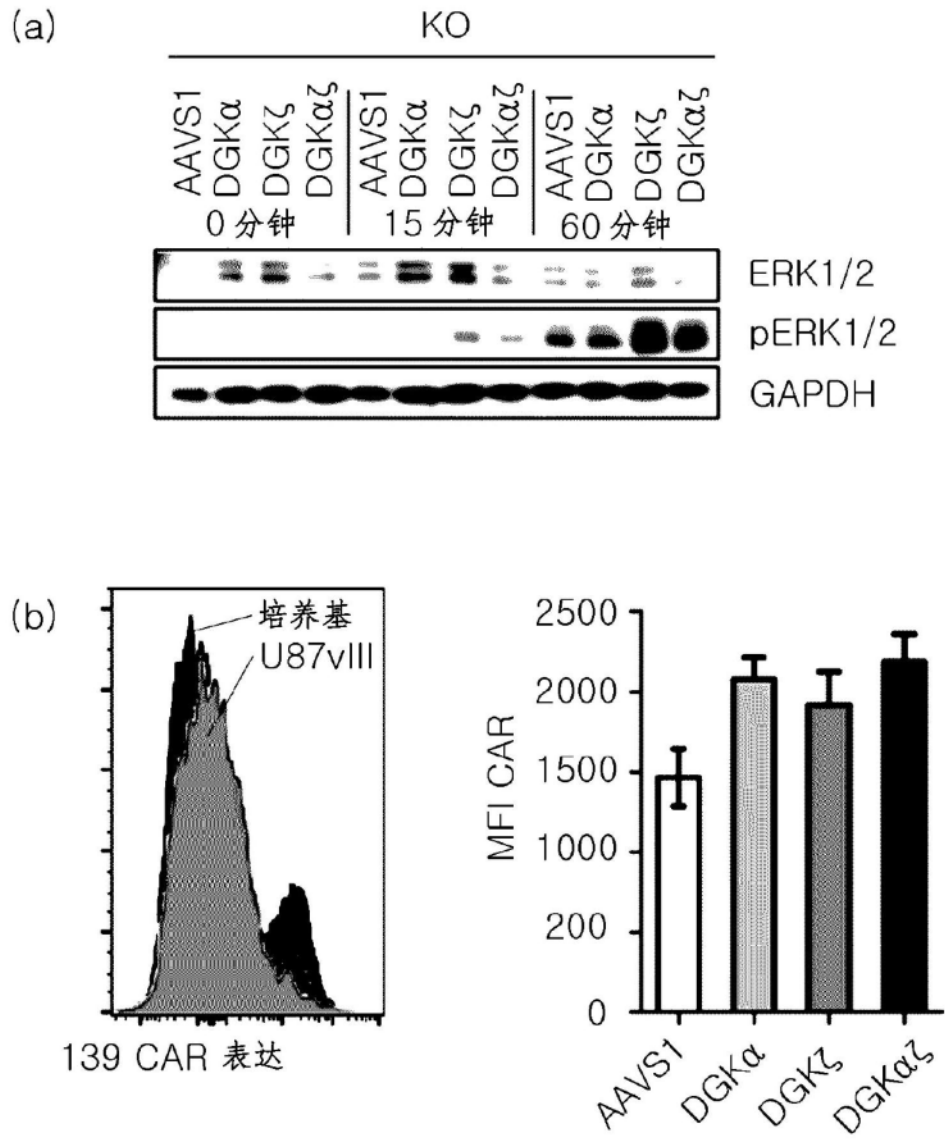 (a)
KO
AAVS1 DGKα DGKζ DGKαζ AAVS1 DGKα DGKζ DGKαζ AAVS1 DGKα DGKζ DGKαζ
0 分钟 15 分钟 60 分钟
ERK1/2
pERK1/2
GAPDH
(b)
培养基
U87vIII
139 CAR 表达
MFI CAR
2500
2000
1500
1000
200
0
AAVS1 DGKα DGKζ DGKαζ